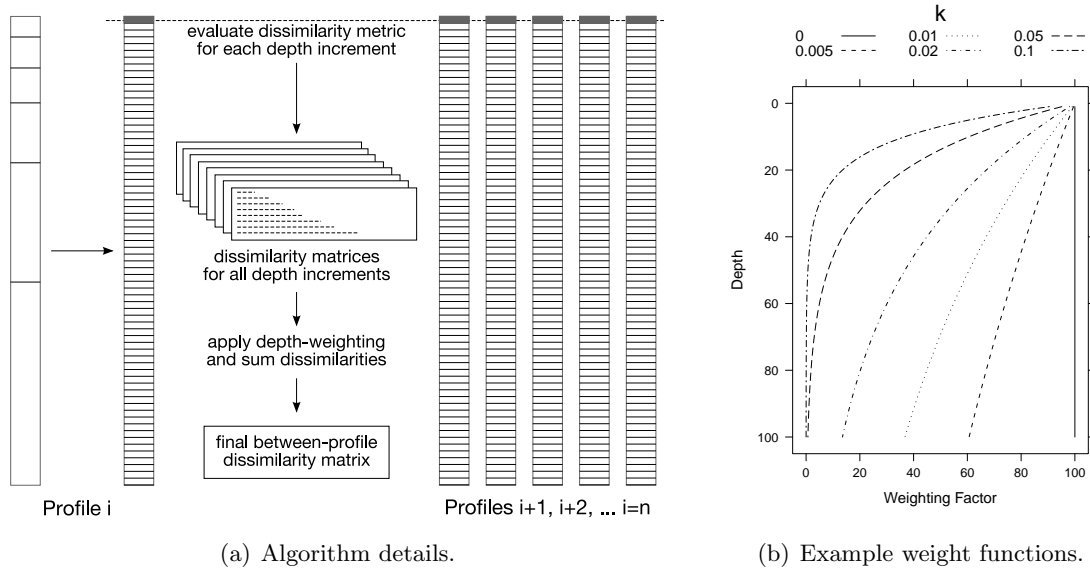 evaluate dissimilarity metric
for each depth increment
dissimilarity matrices
for all depth increments
apply depth-weighting
and sum dissimilarities
final between-profile
dissimilarity matrix
Profile i
Profiles i+1, i+2, ... i=n
(a) Algorithm details.
k
0 0.01 0.05
0.005 0.02 0.1
Depth
0
20
40
60
80
100
0 20 40 60 80 100
Weighting Factor
(b) Example weight functions.